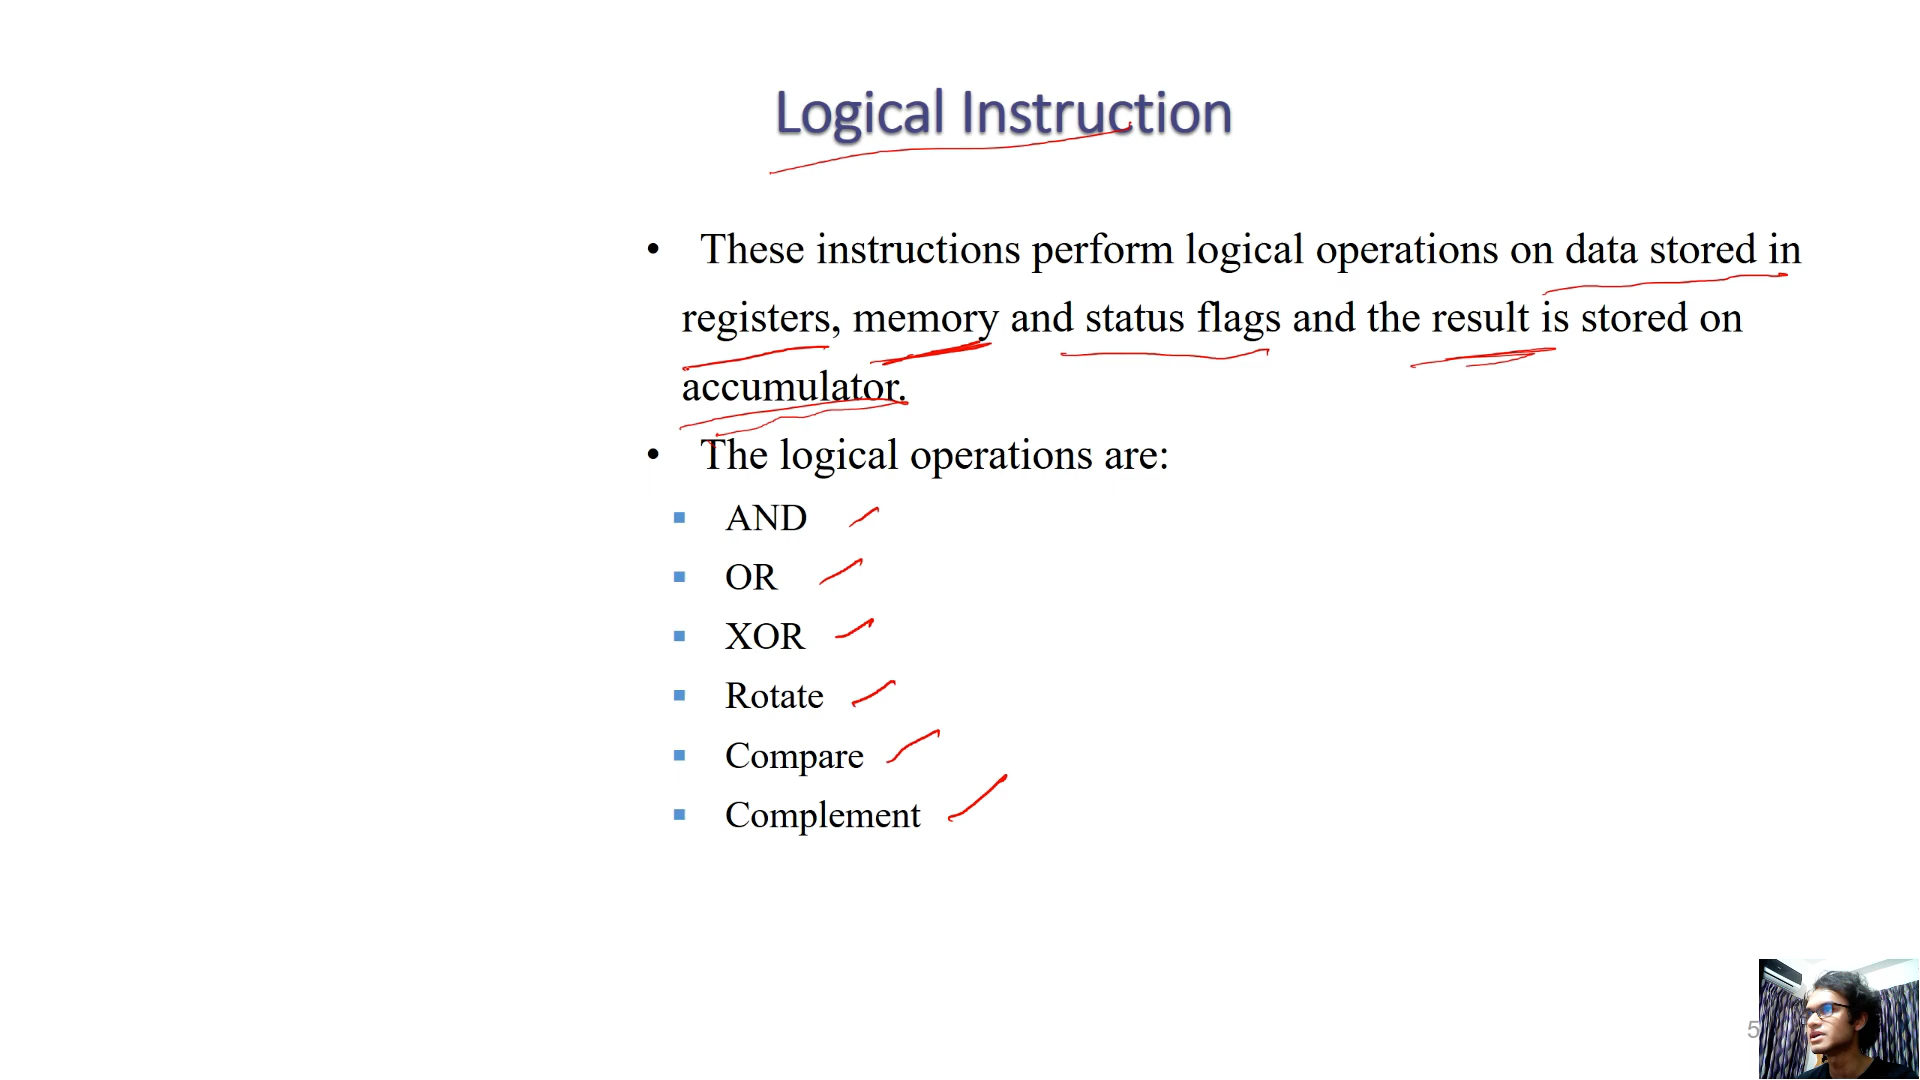 Logical Instruction
• These instructions perform logical operations on data stored in
registers, memory and status flags and the result is stored on
accumulator.
• The logical operations are:
▪ AND
▪ OR
▪ XOR
▪ Rotate
▪ Compare
▪ Complement
5